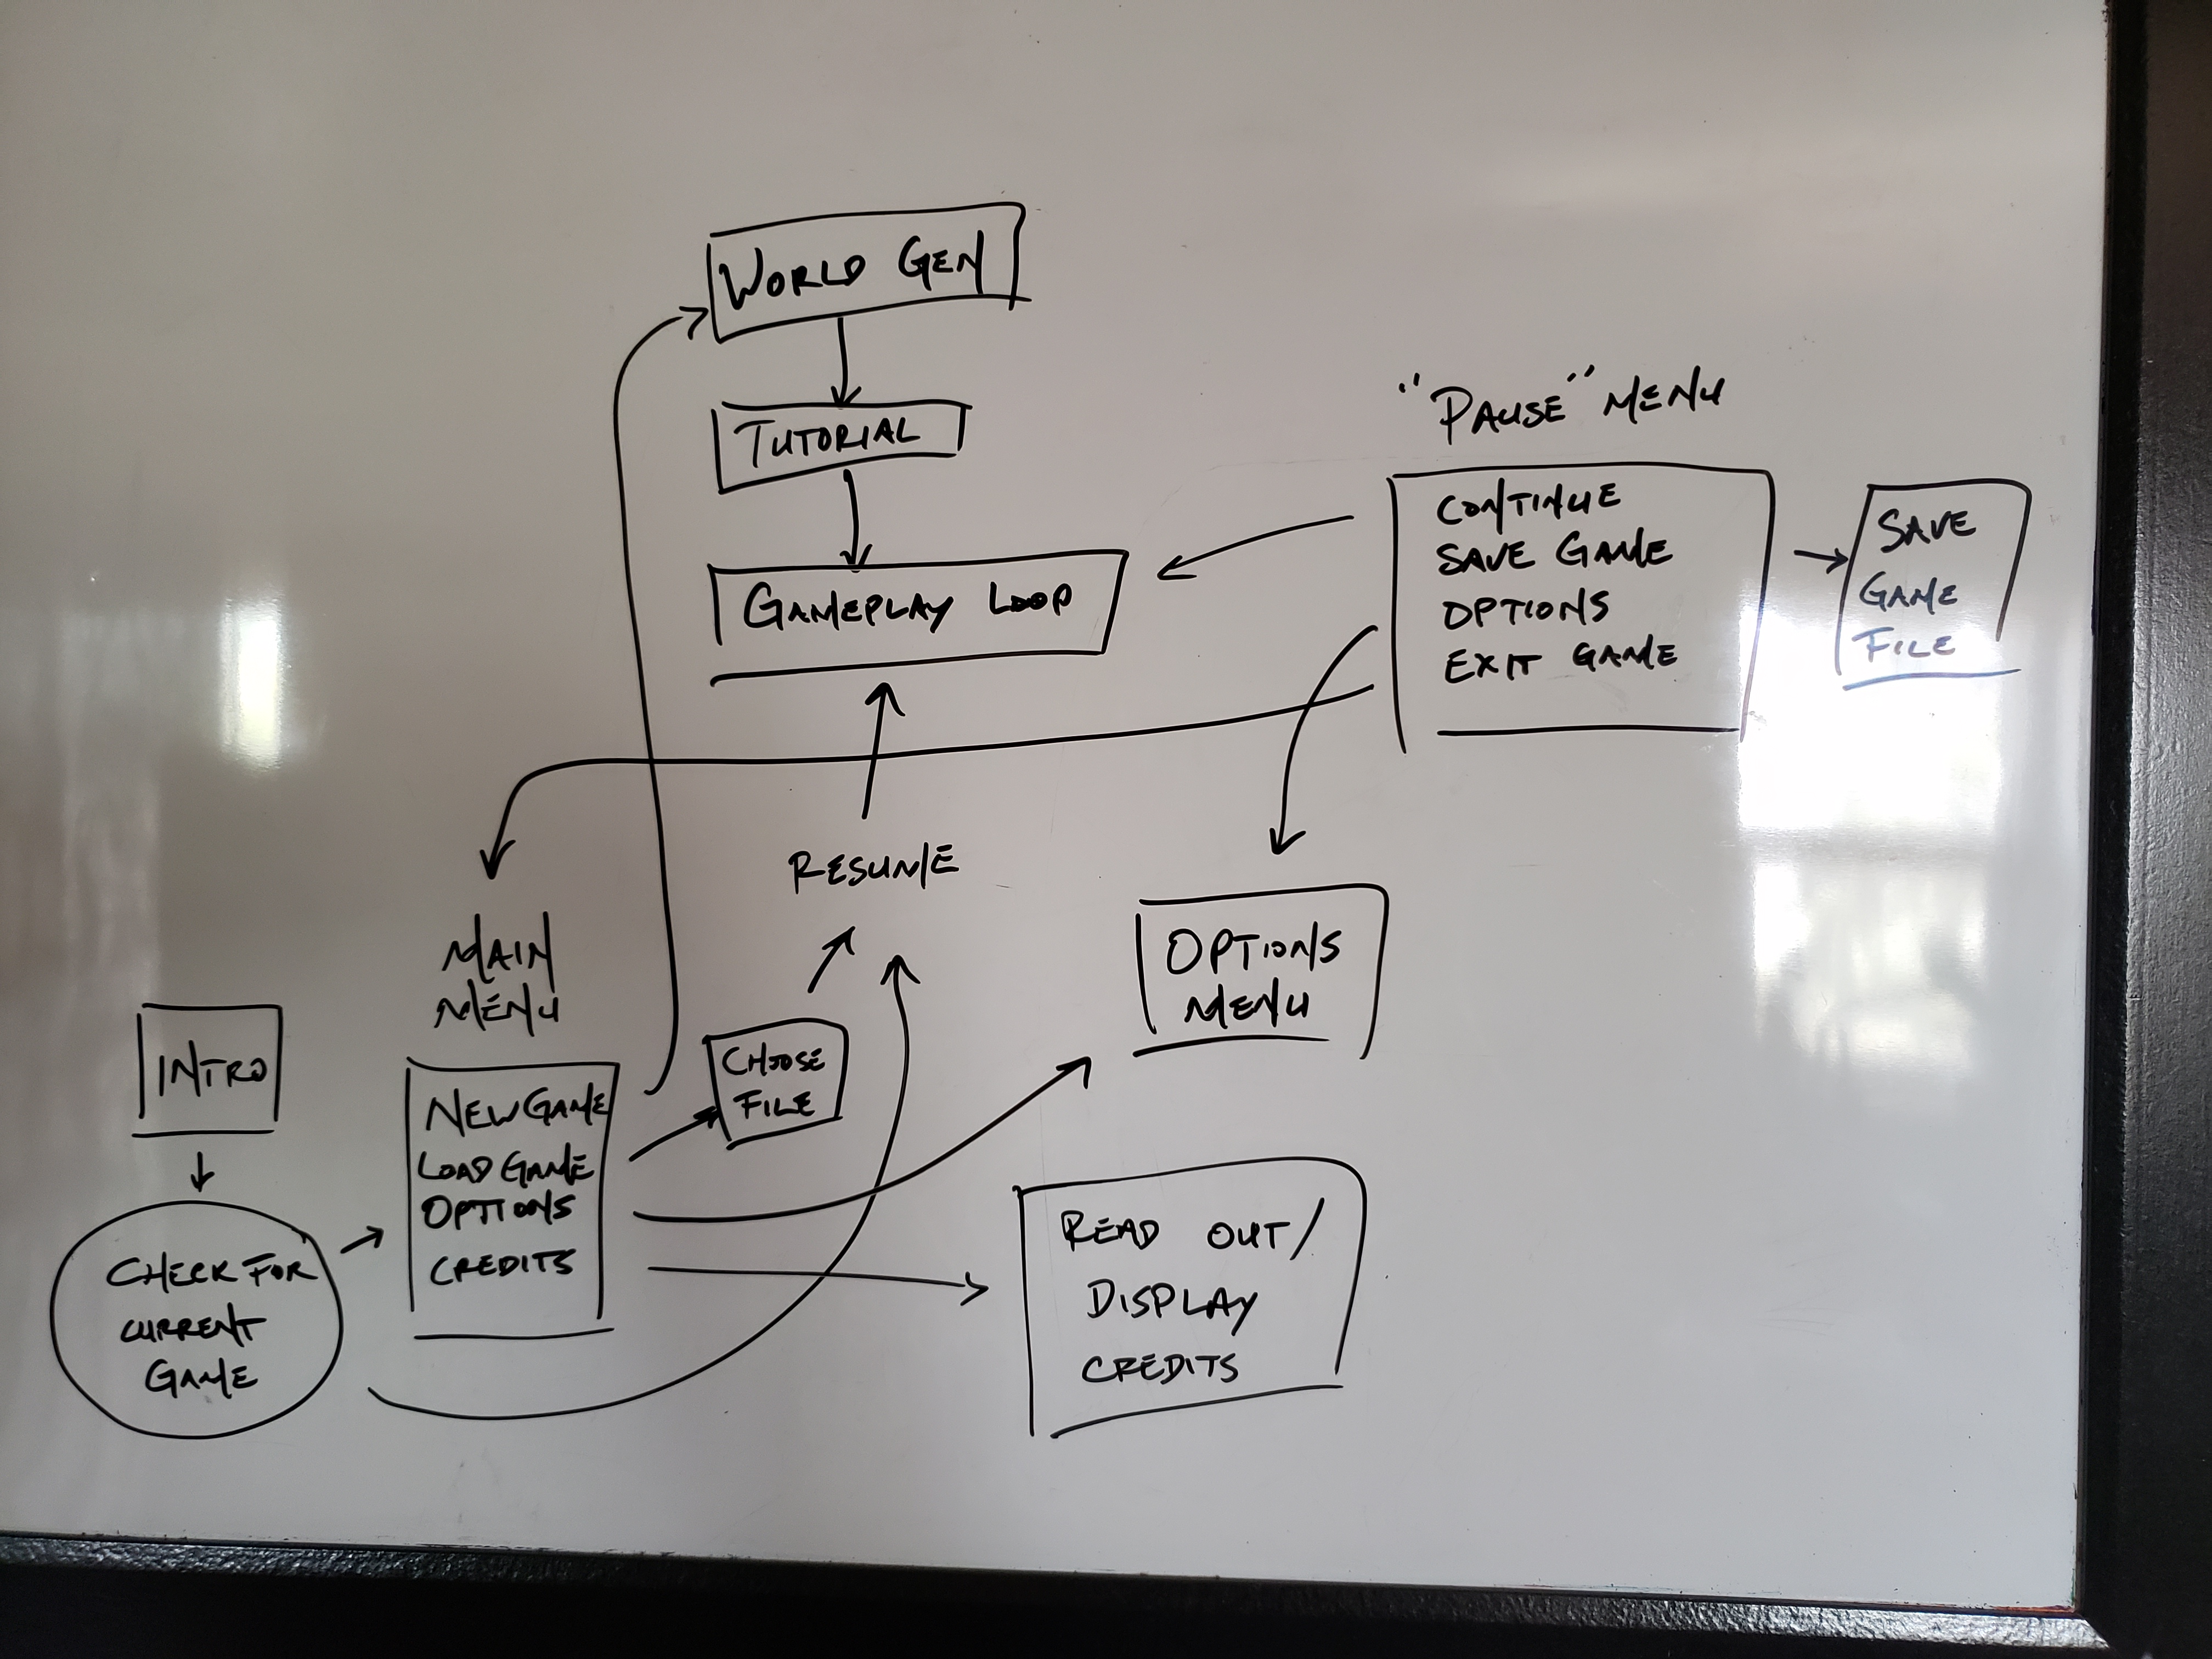 WORLD GEN
TUTORIAL
GAMEPLAY LOOP
"PAUSE" MENU
CONTINUE
SAVE GAME
OPTIONS
EXIT GAME
SAVE
GAME
FILE
RESUME
MAIN
MENU
INTRO
NEW GAME
LOAD GAME
OPTIONS
CREDITS
CHOOSE
FILE
OPTIONS
MENU
CHECK FOR
CURRENT
GAME
READ OUT/
DISPLAY
CREDITS